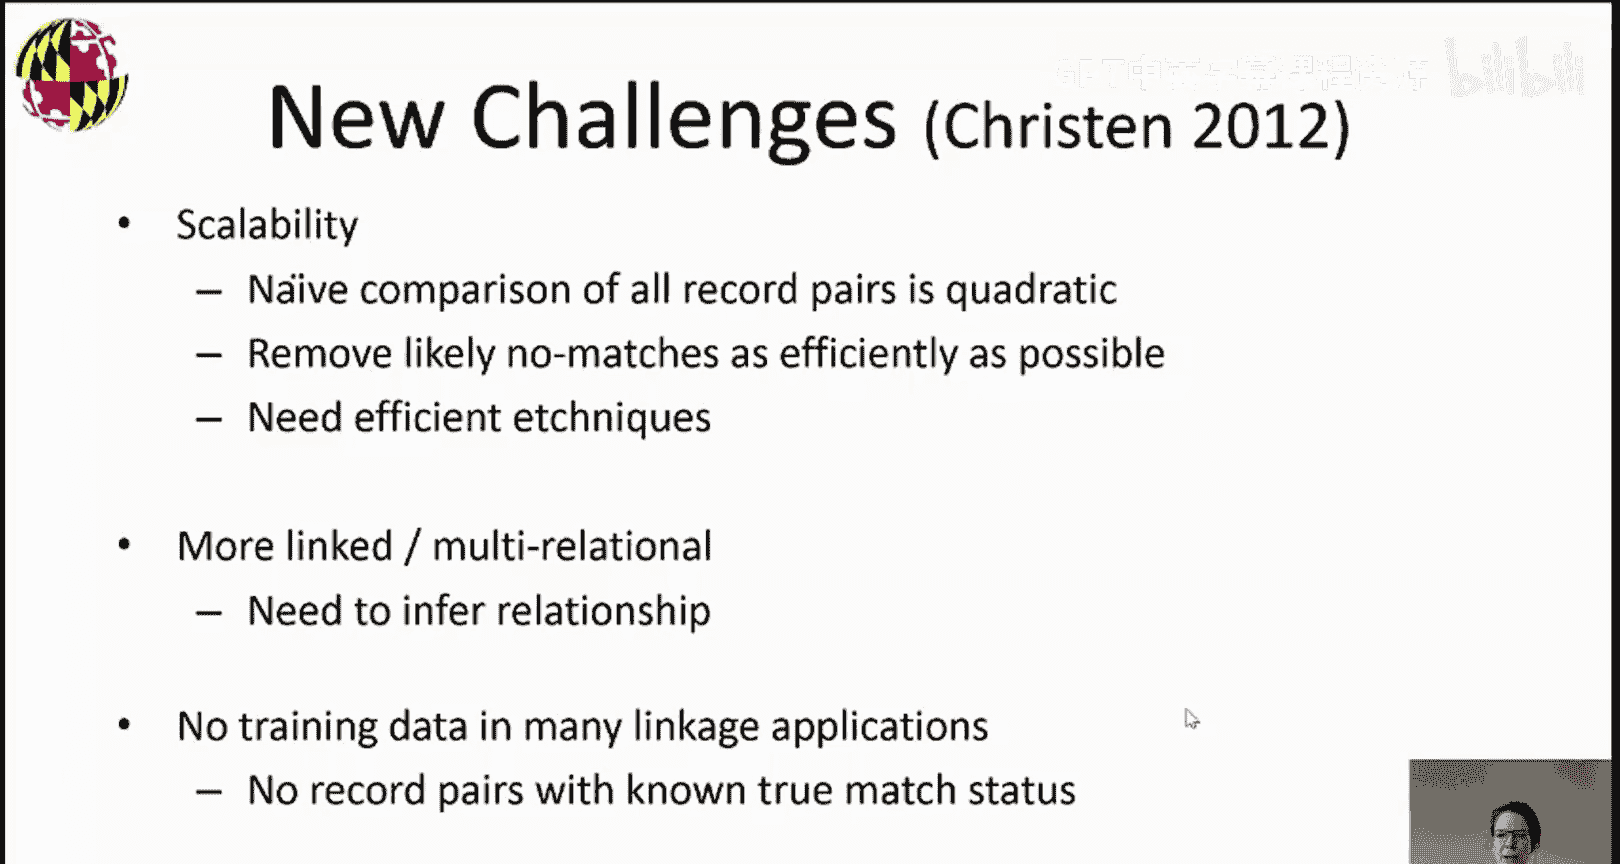 New Challenges (Christen 2012)
bilibili
• Scalability
– Naïve comparison of all record pairs is quadratic
– Remove likely no-matches as efficiently as possible
– Need efficient etchniques
• More linked / multi-relational
– Need to infer relationship
• No training data in many linkage applications
– No record pairs with known true match status